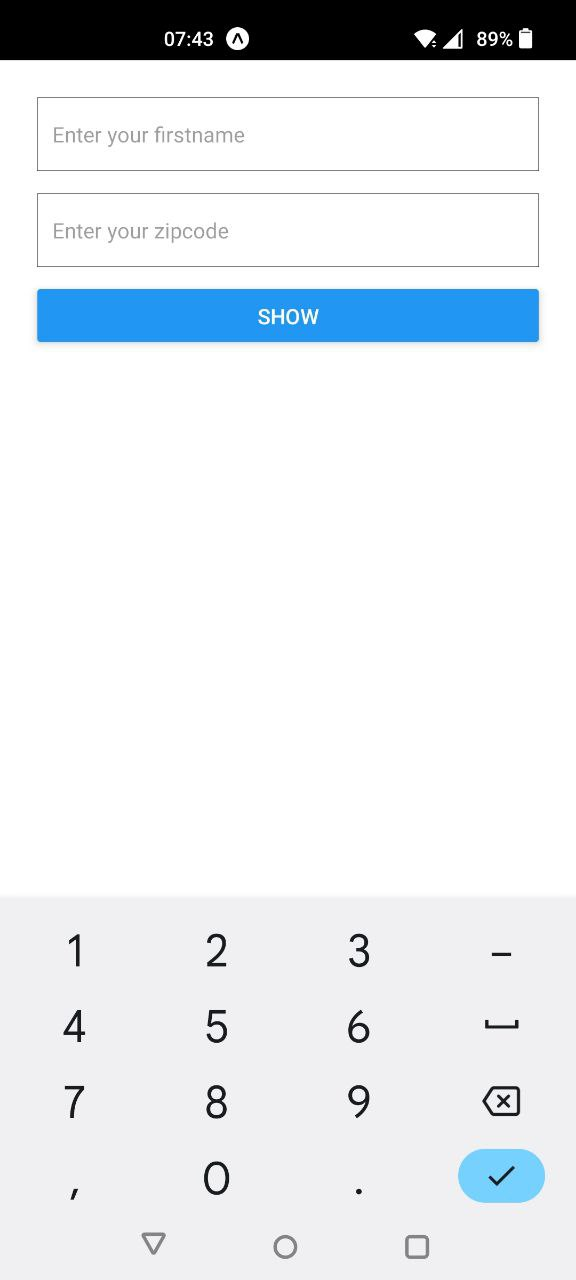 07:43 89%
Enter your firstname
Enter your zipcode
SHOW
1 2 3 –
4 5 6
7 8 9
, 0 .